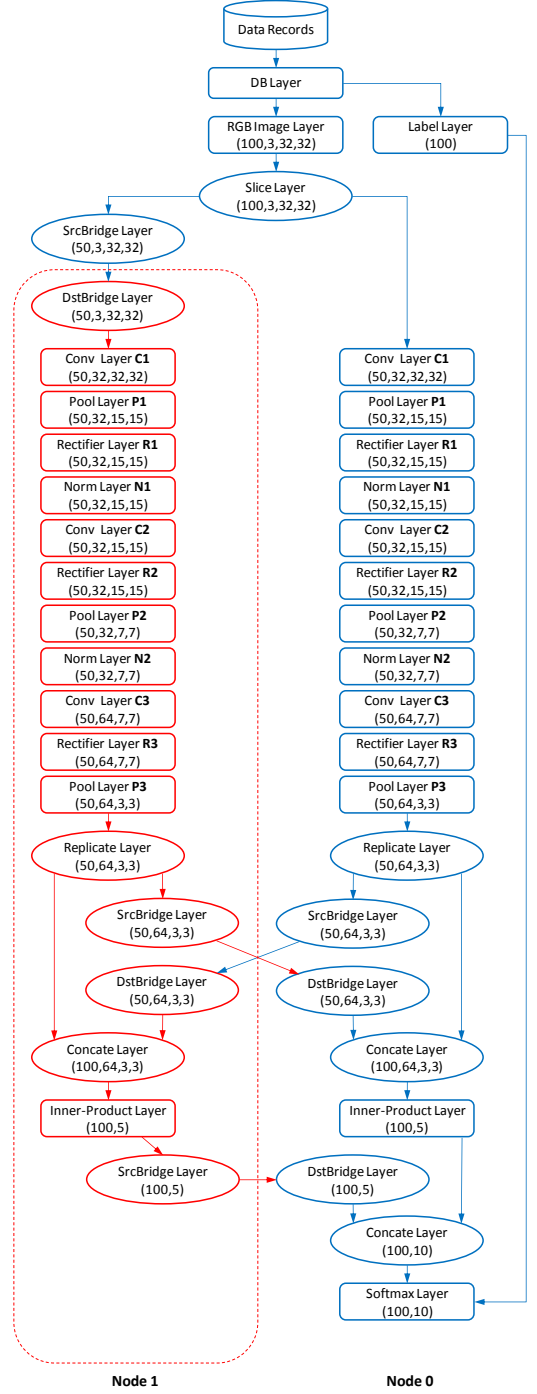 Data Records
DB Layer
RGB Image Layer
(100,3,32,32)
Label Layer
(100)
Slice Layer
(100,3,32,32)
SrcBridge Layer
(50,3,32,32)
DstBridge Layer
(50,3,32,32)
Conv Layer C1
(50,32,32,32)
Pool Layer P1
(50,32,15,15)
Rectifier Layer R1
(50,32,15,15)
Norm Layer N1
(50,32,15,15)
Conv Layer C2
(50,32,15,15)
Rectifier Layer R2
(50,32,15,15)
Pool Layer P2
(50,32,7,7)
Norm Layer N2
(50,32,7,7)
Conv Layer C3
(50,64,7,7)
Rectifier Layer R3
(50,64,7,7)
Pool Layer P3
(50,64,3,3)
Replicate Layer
(50,64,3,3)
SrcBridge Layer
(50,64,3,3)
DstBridge Layer
(50,64,3,3)
Concate Layer
(100,64,3,3)
Inner-Product Layer
(100,5)
SrcBridge Layer
(100,5)
Node 1
Conv Layer C1
(50,32,32,32)
Pool Layer P1
(50,32,15,15)
Rectifier Layer R1
(50,32,15,15)
Norm Layer N1
(50,32,15,15)
Conv Layer C2
(50,32,15,15)
Rectifier Layer R2
(50,32,15,15)
Pool Layer P2
(50,32,7,7)
Norm Layer N2
(50,32,7,7)
Conv Layer C3
(50,64,7,7)
Rectifier Layer R3
(50,64,7,7)
Pool Layer P3
(50,64,3,3)
Replicate Layer
(50,64,3,3)
SrcBridge Layer
(50,64,3,3)
DstBridge Layer
(50,64,3,3)
Concate Layer
(100,64,3,3)
Inner-Product Layer
(100,5)
DstBridge Layer
(100,5)
Concate Layer
(100,10)
Softmax Layer
(100,10)
Node 0